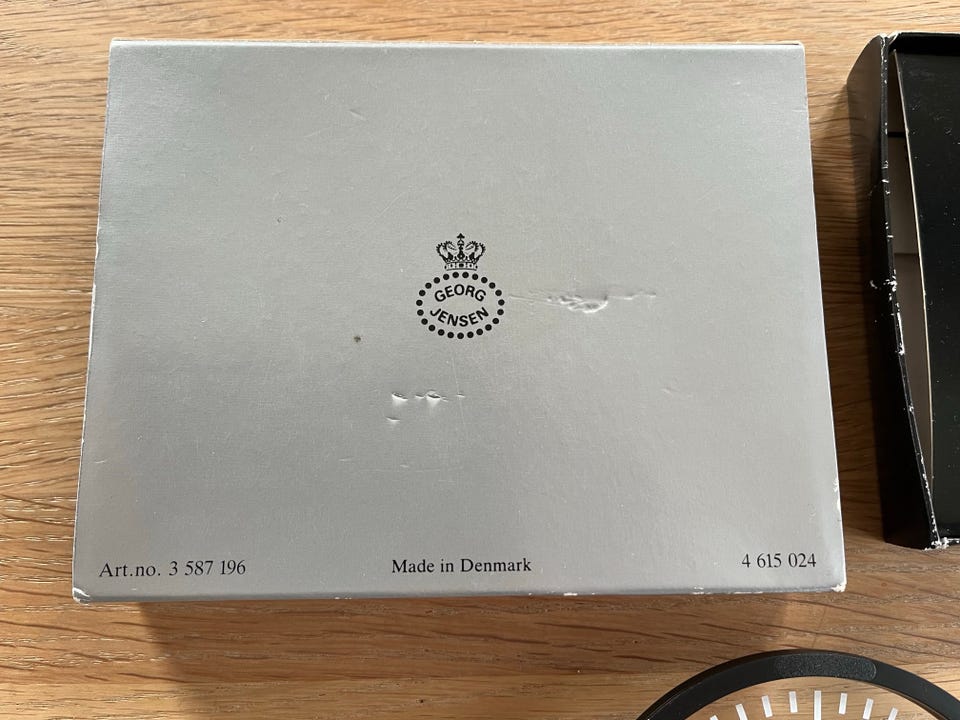 GEORG
JENSEN
Art.no. 3 587 196
Made in Denmark
4 615 024